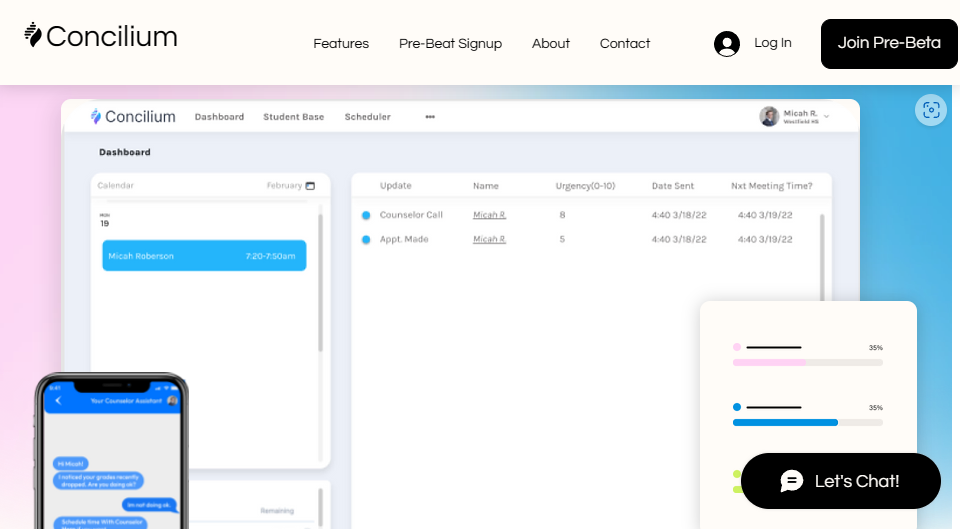 Concilium
Features
Pre-Beat Signup
About
Contact
Log In
Join Pre-Beta
Concilium
Dashboard
Student Base
Scheduler
Micah R.
Westfield HS
Dashboard
Calendar
February
MON
19
Micah Roberson
7:20-7:50am
Update Name Urgency(0-10) Date Sent Nxt Meeting Time?
Counselor Call Micah R. 8 4:40 3/18/22 4:40 3/19/22
Appt. Made Micah R. 5 4:40 3/18/22 4:40 3/19/22
35%
35%
9:41
Your Counselor Assistant
Hi Micah!
I noticed your grades recently
dropped. Are you doing ok?
Im not doing ok.
Schedule time With Counselor
Remaining
Let's Chat!